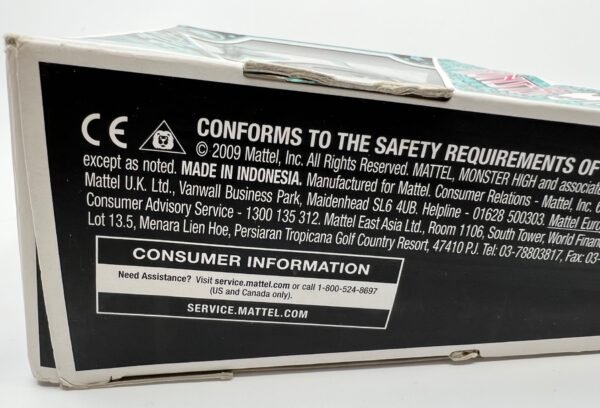 CE CONFORMS TO THE SAFETY REQUIREMENTS OF
© 2009 Mattel, Inc. All Rights Reserved. MATTEL, MONSTER HIGH and associate
except as noted. MADE IN INDONESIA. Manufactured for Mattel. Consumer Relations - Mattel, Inc. 6
Mattel U.K. Ltd., Vanwall Business Park, Maidenhead SL6 4UB. Helpline - 01628 500303. Mattel Euro
Consumer Advisory Service - 1300 135 312. Mattel East Asia Ltd., Room 1106, South Tower, World Finan
Lot 13.5, Menara Lien Hoe, Persiaran Tropicana Golf Country Resort, 47410 PJ. Tel: 03-78803817, Fax: 03-
CONSUMER INFORMATION
Need Assistance? Visit service.mattel.com or call 1-800-524-8697
(US and Canada only).
SERVICE.MATTEL.COM